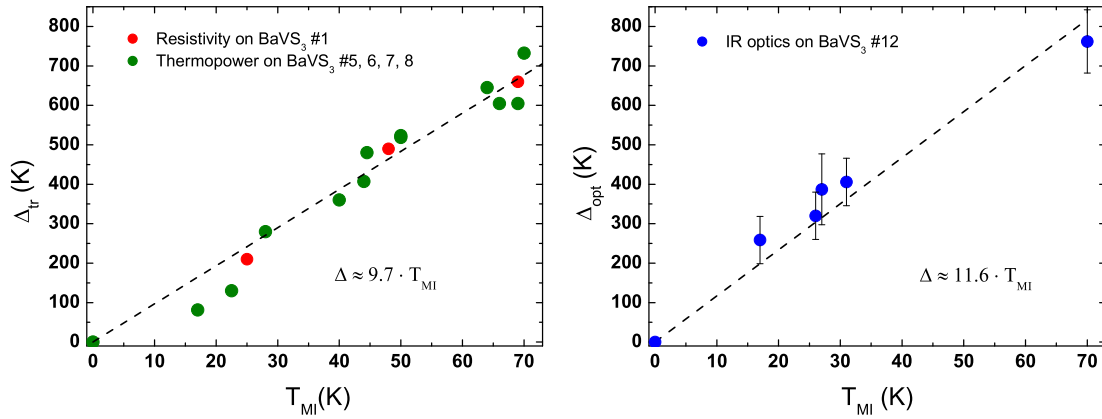 800
700
600
500
400
300
200
100
0
Δtr (K)
Resistivity on BaVS3 #1
Thermopower on BaVS3 #5, 6, 7, 8
Δ ≈ 9.7 · TMI
0 10 20 30 40 50 60 70
TMI(K)
800
700
600
500
400
300
200
100
0
Δopt (K)
IR optics on BaVS3 #12
Δ ≈ 11.6 · TMI
0 10 20 30 40 50 60 70
TMI (K)